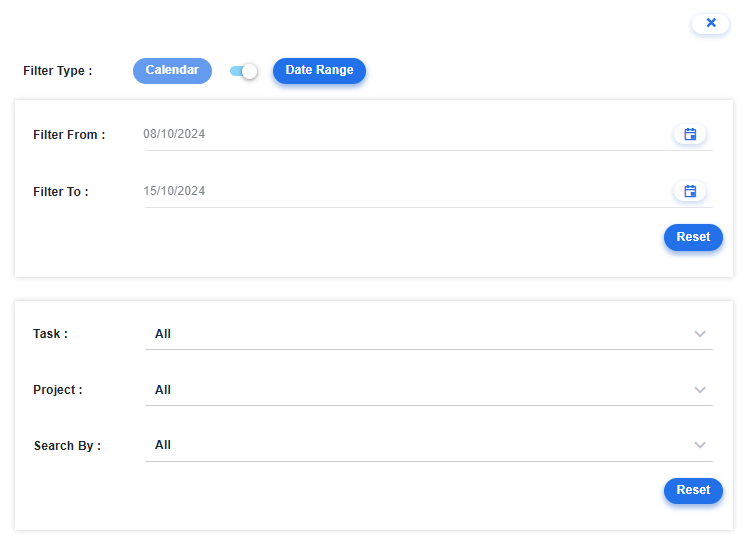 Filter Type : Calendar Date Range
Filter From : 08/10/2024
Filter To : 15/10/2024
Reset
Task : All
Project : All
Search By : All
Reset